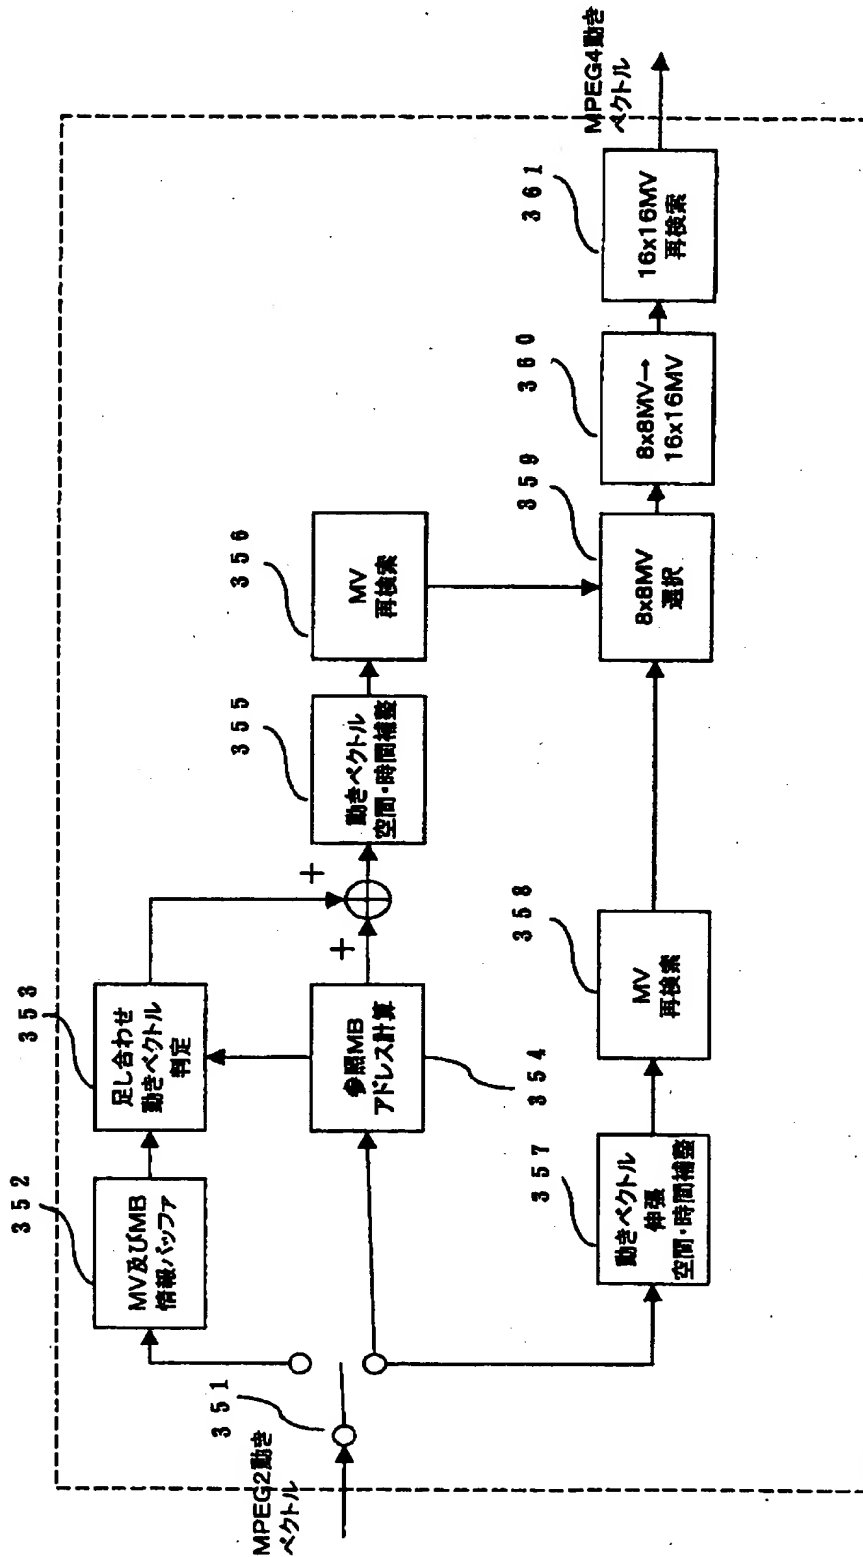 MPEG2動き
ベクトル
351
352
MV及びMB
情報バッファ
353
足し合わせ
動きベクトル
判定
354
参照MB
アドレス計算
+
+
355
動きベクトル
空間・時間補整
356
MV
再検索
357
動きベクトル
伸張
空間・時間補整
358
MV
再検索
359
8x8MV
選択
360
8x8MV→
16x16MV
361
16x16MV
再検索
MPEG4動き
ベクトル